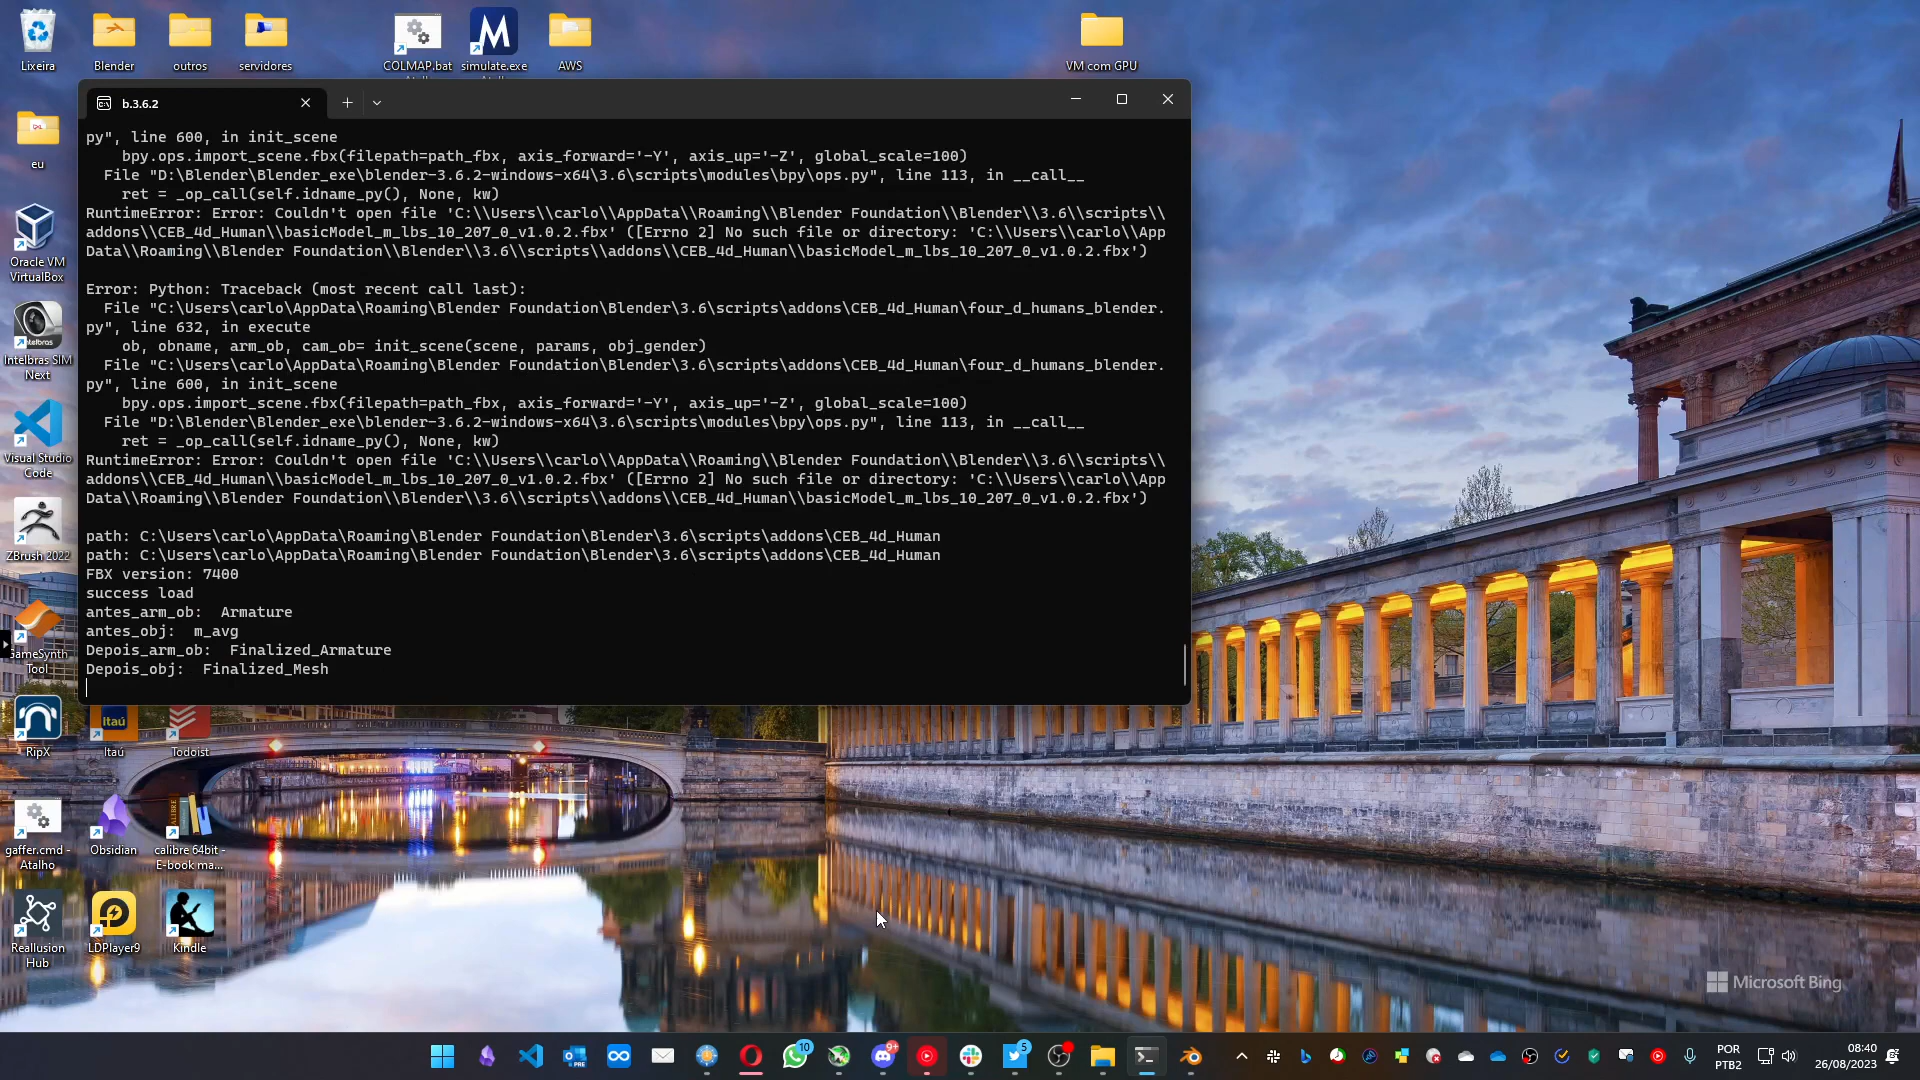 Lixeira
Blender
outros
servidores
COLMAP.bat
simulate.exe
AWS
VM com GPU
b.3.6.2
py", line 600, in init_scene
bpy.ops.import_scene.fbx(filepath=path_fbx, axis_forward='-Y', axis_up='-Z', global_scale=100)
File "D:\Blender\Blender_exe\blender-3.6.2-windows-x64\3.6\scripts\modules\bpy\ops.py", line 113, in __call__
ret = _op_call(self.idname_py(), None, kw)
RuntimeError: Error: Couldn't open file 'C:\\Users\\carlo\\AppData\\Roaming\\Blender Foundation\\Blender\\3.6\\scripts\\
addons\\CEB_4d_Human\\basicModel_m_lbs_10_207_0_v1.0.2.fbx' ([Errno 2] No such file or directory: 'C:\\Users\\carlo\\App
Data\\Roaming\\Blender Foundation\\Blender\\3.6\\scripts\\addons\\CEB_4d_Human\\basicModel_m_lbs_10_207_0_v1.0.2.fbx')
Error: Python: Traceback (most recent call last):
File "C:\Users\carlo\AppData\Roaming\Blender Foundation\Blender\3.6\scripts\addons\CEB_4d_Human\four_d_humans_blender.
py", line 632, in execute
ob, obname, arm_ob, cam_ob= init_scene(scene, params, obj_gender)
File "C:\Users\carlo\AppData\Roaming\Blender Foundation\Blender\3.6\scripts\addons\CEB_4d_Human\four_d_humans_blender.
py", line 600, in init_scene
bpy.ops.import_scene.fbx(filepath=path_fbx, axis_forward='-Y', axis_up='-Z', global_scale=100)
File "D:\Blender\Blender_exe\blender-3.6.2-windows-x64\3.6\scripts\modules\bpy\ops.py", line 113, in __call__
ret = _op_call(self.idname_py(), None, kw)
RuntimeError: Error: Couldn't open file 'C:\\Users\\carlo\\AppData\\Roaming\\Blender Foundation\\Blender\\3.6\\scripts\\
addons\\CEB_4d_Human\\basicModel_m_lbs_10_207_0_v1.0.2.fbx' ([Errno 2] No such file or directory: 'C:\\Users\\carlo\\App
Data\\Roaming\\Blender Foundation\\Blender\\3.6\\scripts\\addons\\CEB_4d_Human\\basicModel_m_lbs_10_207_0_v1.0.2.fbx')
path: C:\Users\carlo\AppData\Roaming\Blender Foundation\Blender\3.6\scripts\addons\CEB_4d_Human
path: C:\Users\carlo\AppData\Roaming\Blender Foundation\Blender\3.6\scripts\addons\CEB_4d_Human
FBX version: 7400
success load
antes_arm_ob:  Armature
antes_obj:  m_avg
Depois_arm_ob:  Finalized_Armature
Depois_obj:  Finalized_Mesh
eu
Oracle VM
VirtualBox
intelbras
Intelbras SIM
Next
Visual Studio
Code
ZBrush 2022
GameSynth
Tool
RipX
Itaú
Itaú
Todoist
gaffer.cmd -
Atalho
Obsidian
calibre 64bit -
E-book ma...
Reallusion
Hub
LDPlayer9
Kindle
Microsoft Bing
PRE
10
9+
5
POR
PTB2
08:40
26/08/2023